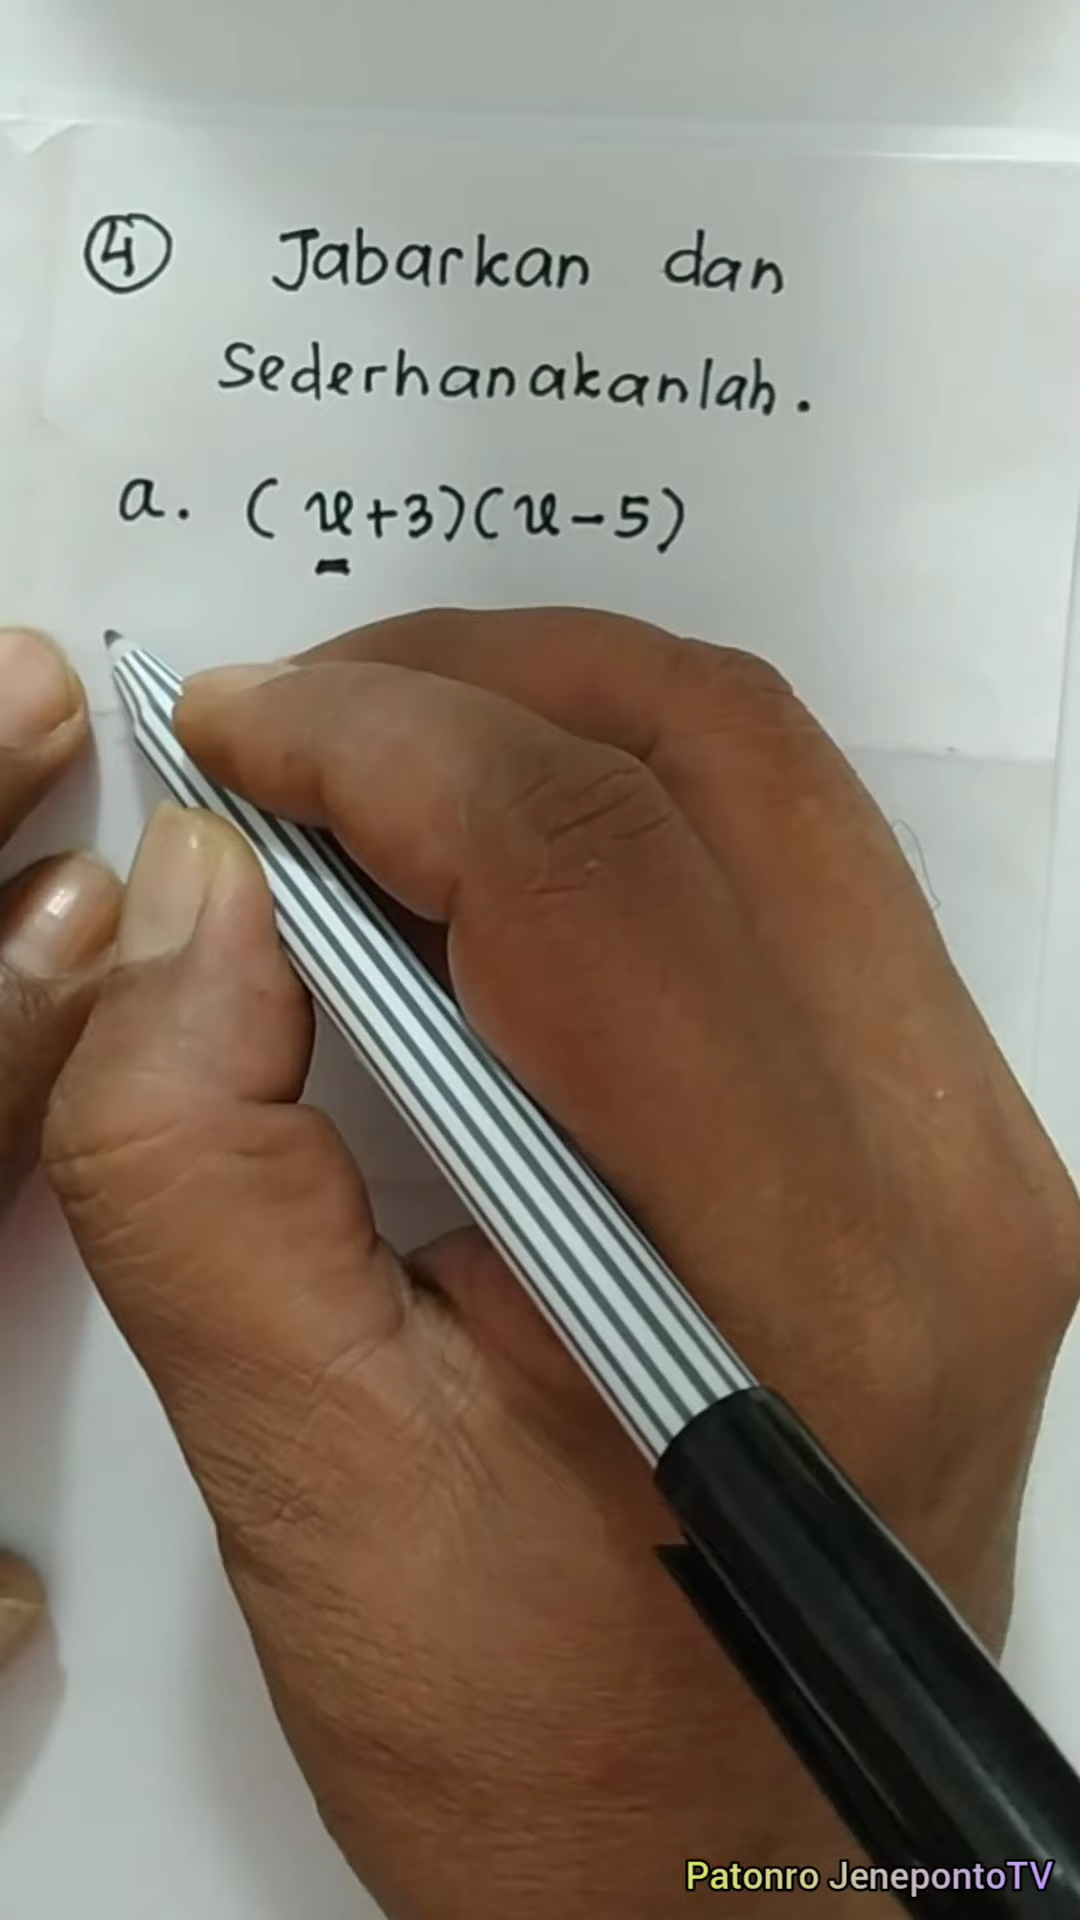 ④ Jabarkan dan
Sederhanakanlah.
a. (x+3)(x-5)
Patonro JenepontoTV